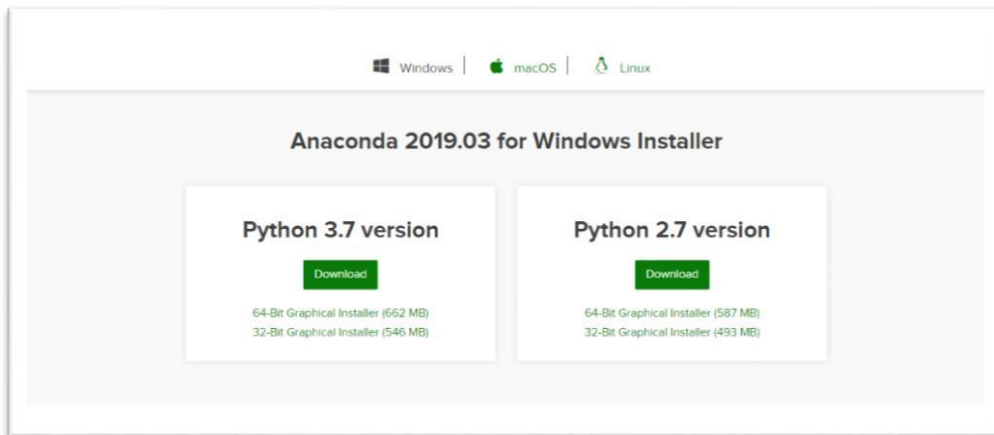 Windows | macOS | Linux
Anaconda 2019.03 for Windows Installer
Python 3.7 version
Download
64-Bit Graphical Installer (662 MB)
32-Bit Graphical Installer (546 MB)
Python 2.7 version
Download
64-Bit Graphical Installer (587 MB)
32-Bit Graphical Installer (493 MB)